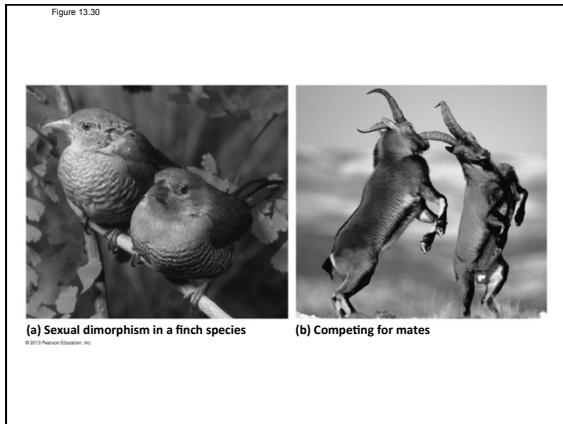 Figure 13.30
(a) Sexual dimorphism in a finch species
(b) Competing for mates
© 2013 Pearson Education, Inc.